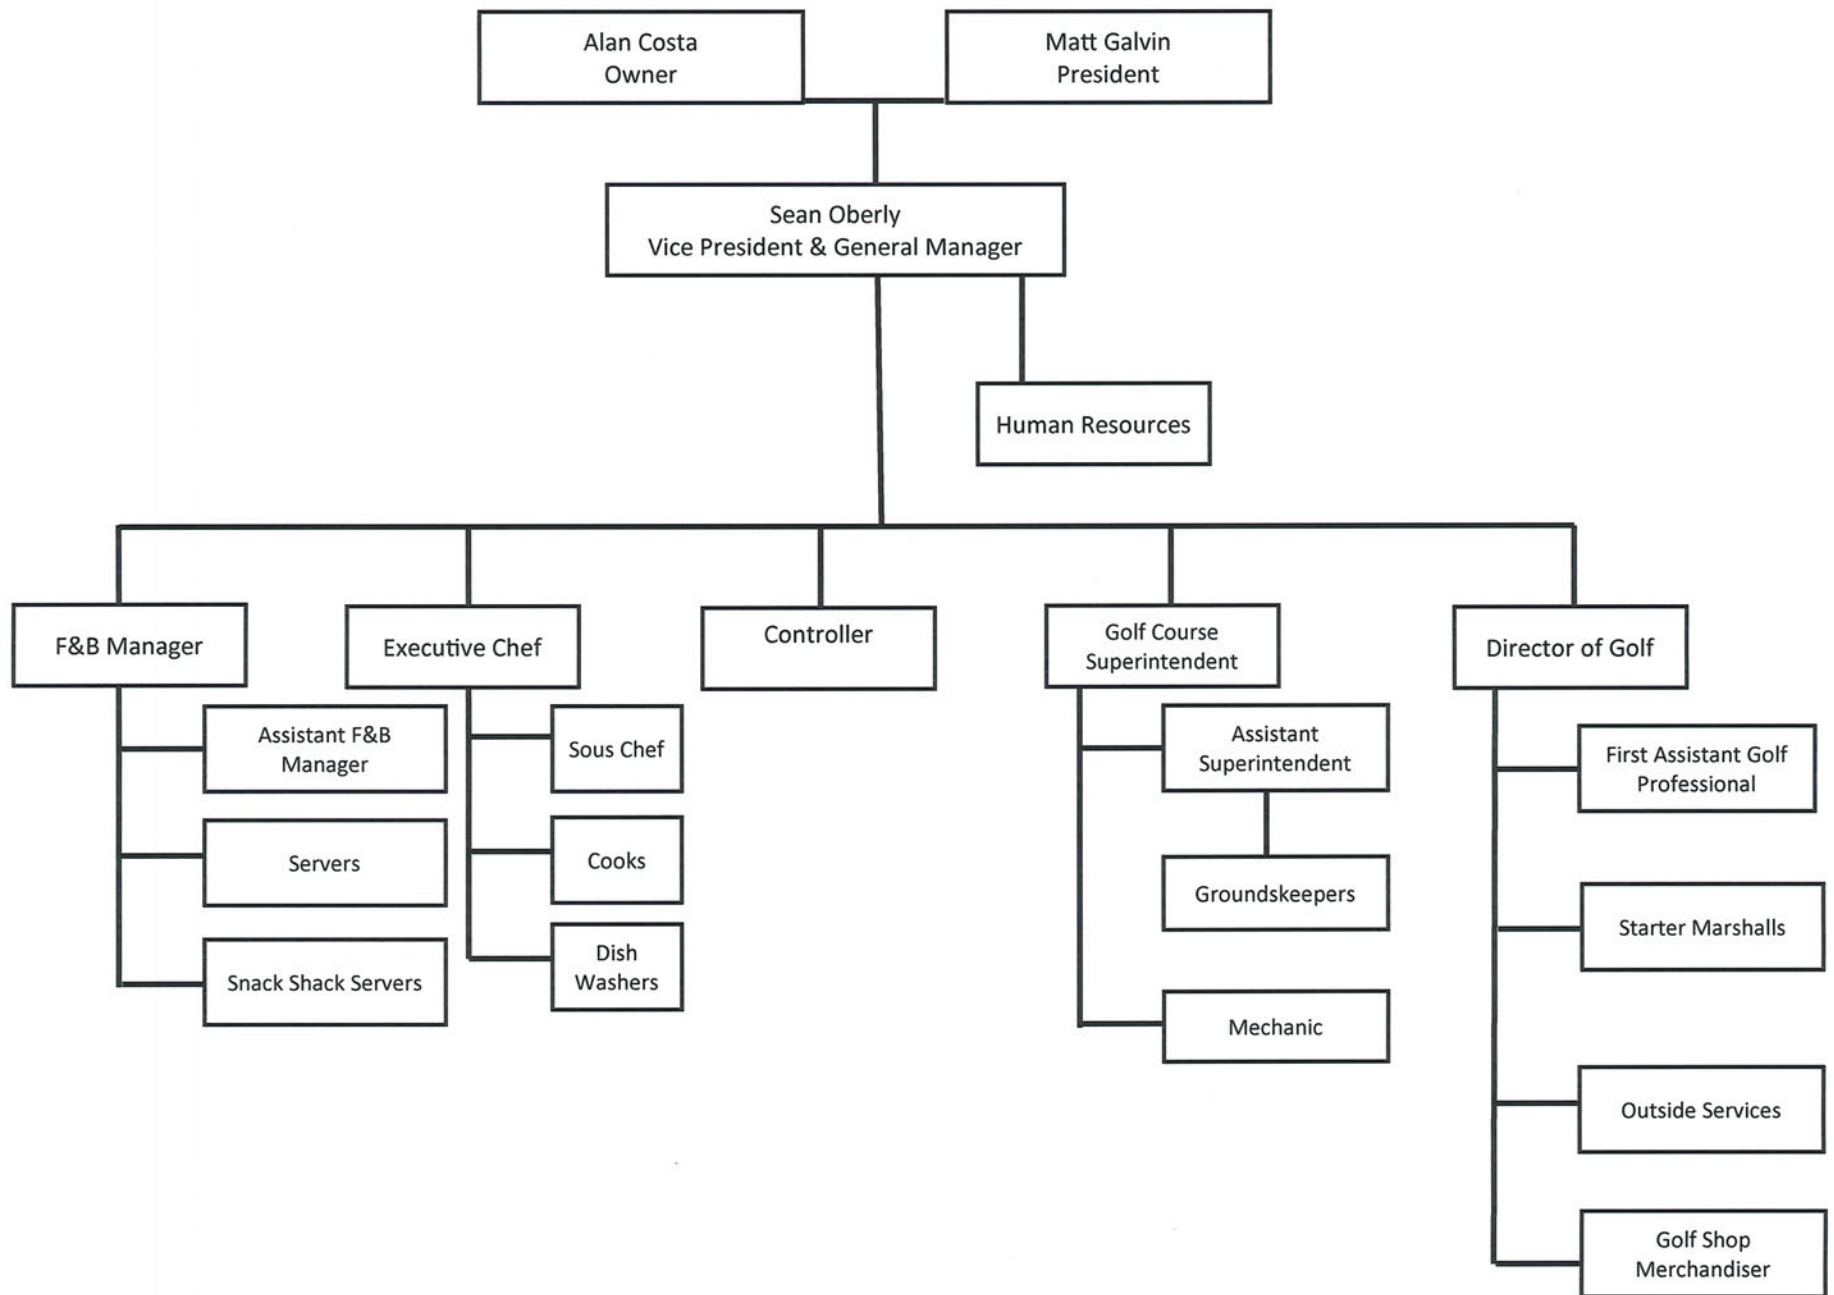 Alan Costa
Owner
Matt Galvin
President
Sean Oberly
Vice President & General Manager
Human Resources
F&B Manager
Executive Chef
Controller
Golf Course
Superintendent
Director of Golf
Assistant F&B
Manager
Servers
Snack Shack Servers
Sous Chef
Cooks
Dish
Washers
Assistant
Superintendent
Groundskeepers
Mechanic
First Assistant Golf
Professional
Starter Marshalls
Outside Services
Golf Shop
Merchandiser